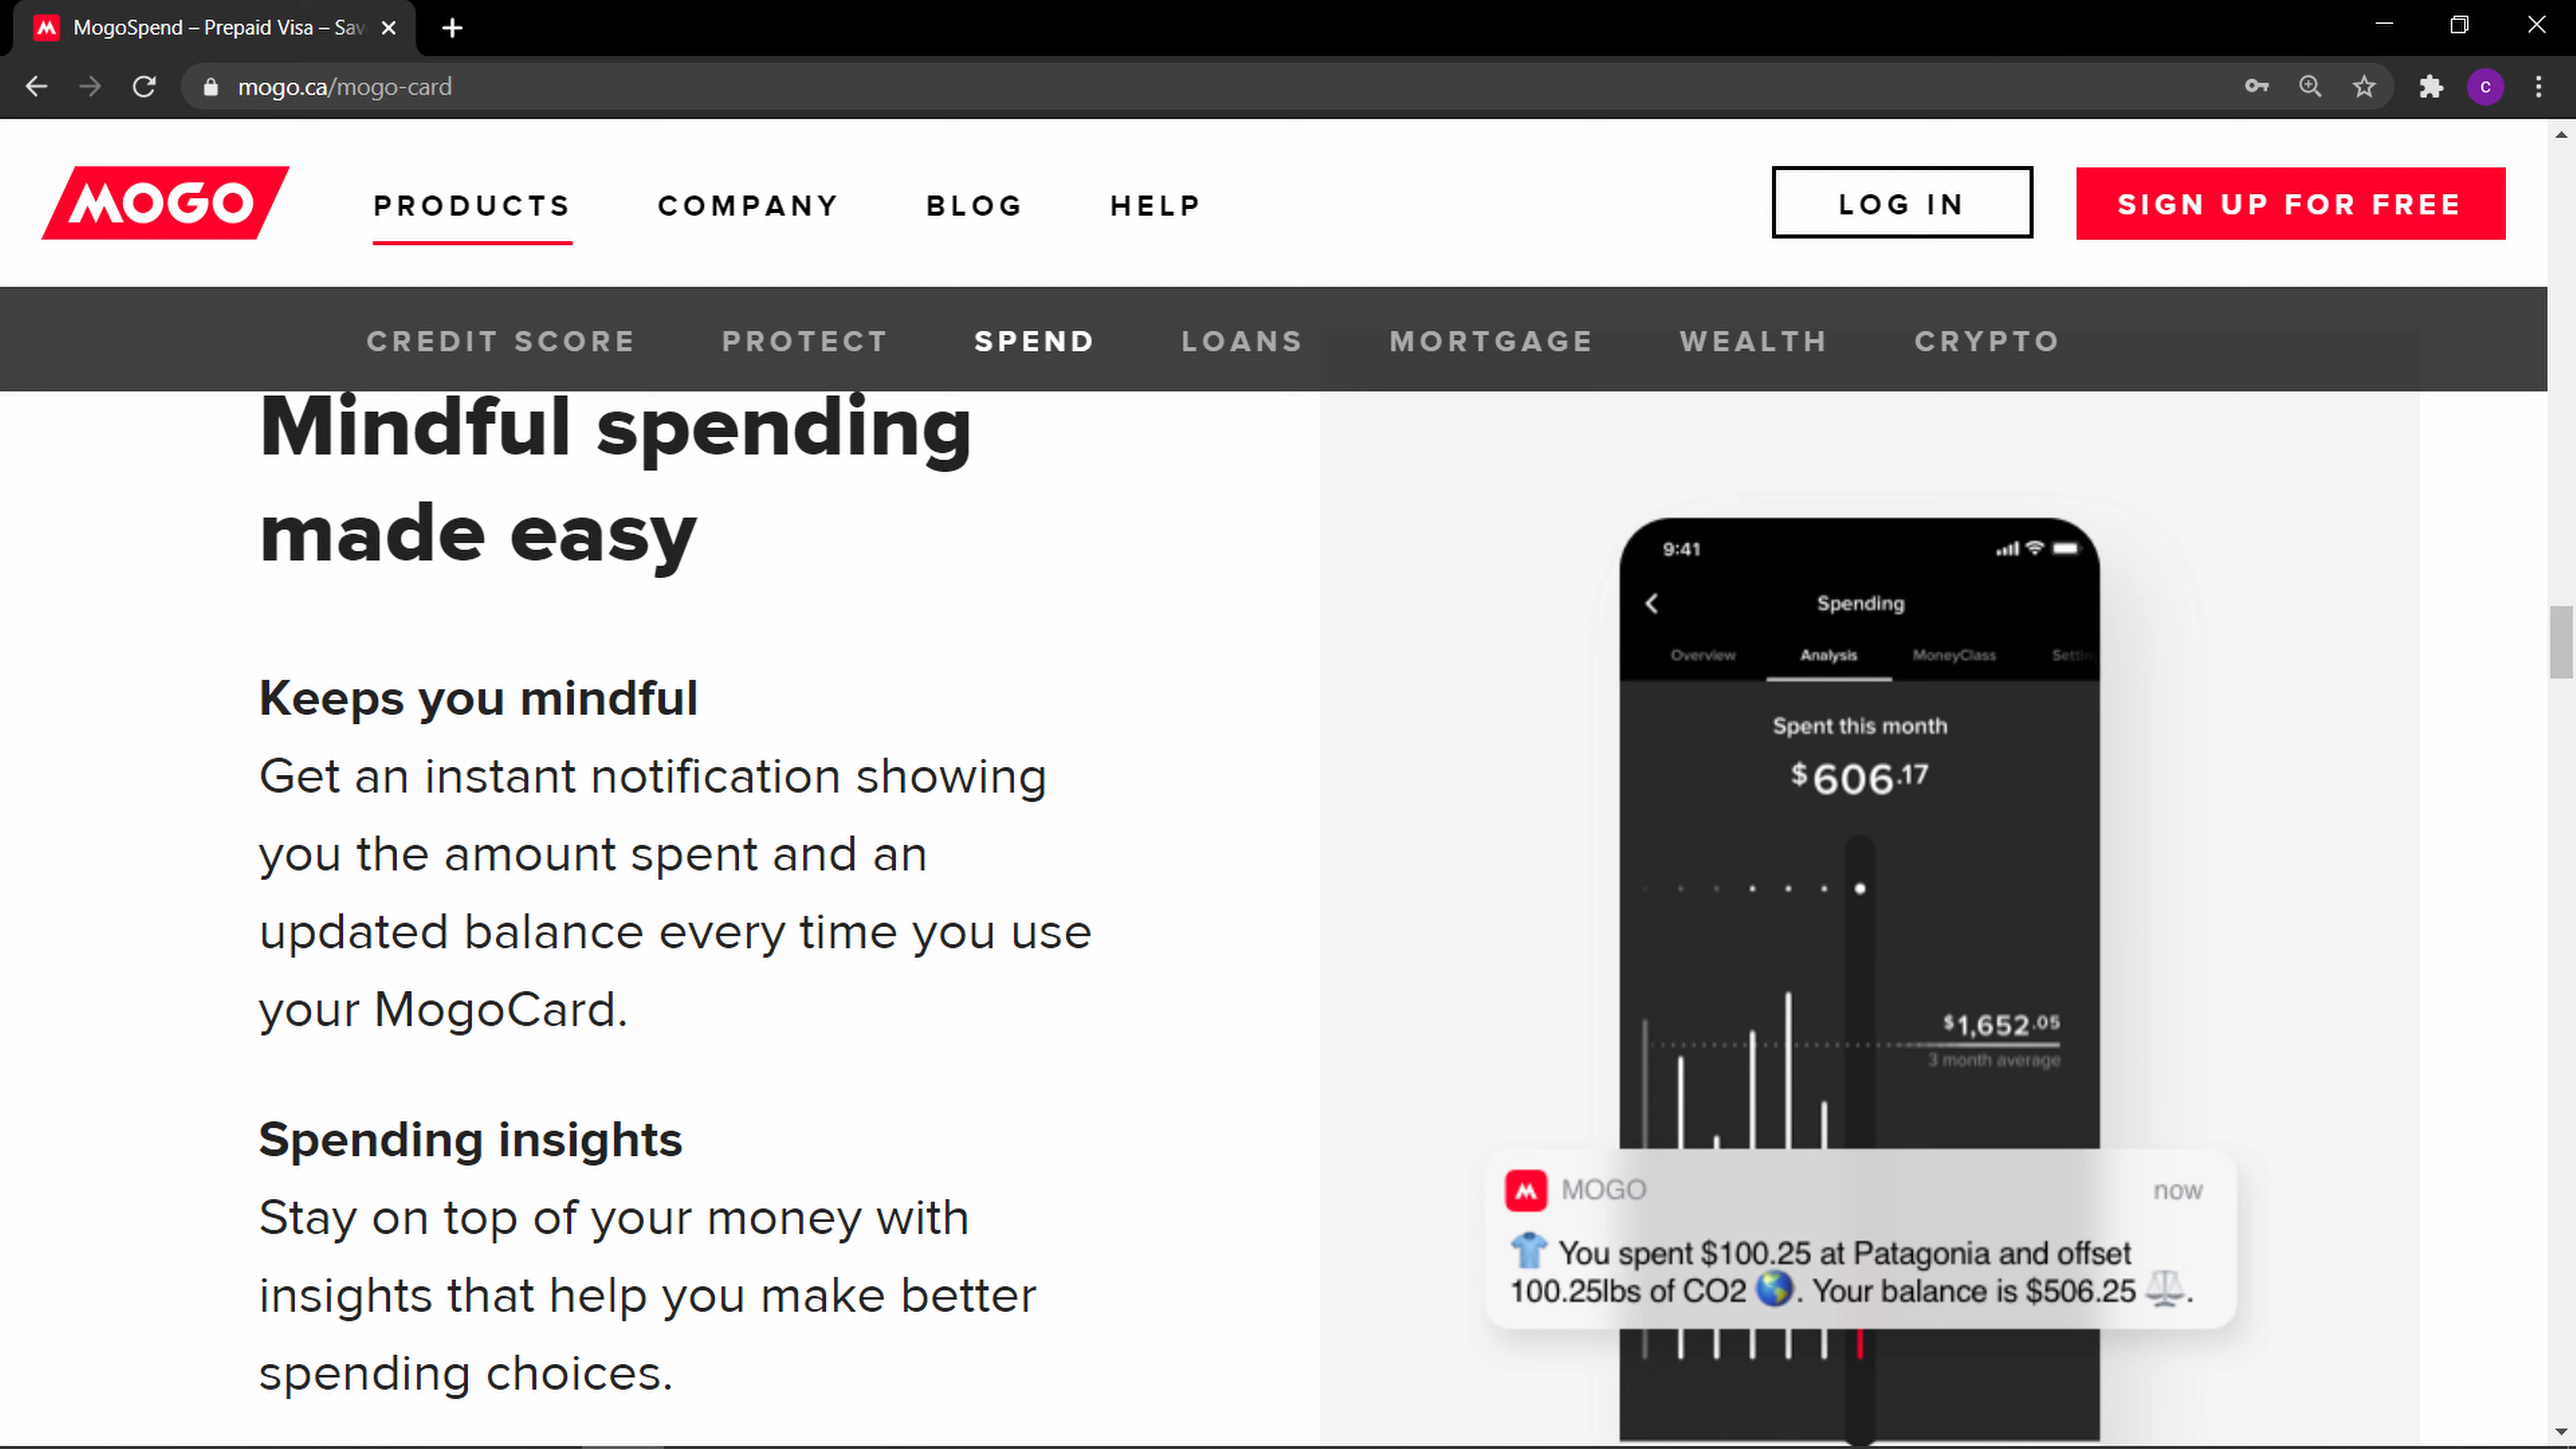 MogoSpend – Prepaid Visa – Sav
mogo.ca/mogo-card
C
MOGO
PRODUCTS
COMPANY
BLOG
HELP
LOG IN
SIGN UP FOR FREE
CREDIT SCORE
PROTECT
SPEND
LOANS
MORTGAGE
WEALTH
CRYPTO
Mindful spending
made easy
Keeps you mindful
Get an instant notification showing
you the amount spent and an
updated balance every time you use
your MogoCard.
Spending insights
Stay on top of your money with
insights that help you make better
spending choices.
9:41
Spending
Overview
Analysis
MoneyClass
Settin
Spent this month
$606.17
$1,652.05
3 month average
MOGO
now
👕 You spent $100.25 at Patagonia and offset
100.25lbs of CO2 🌎. Your balance is $506.25 ⚖️.